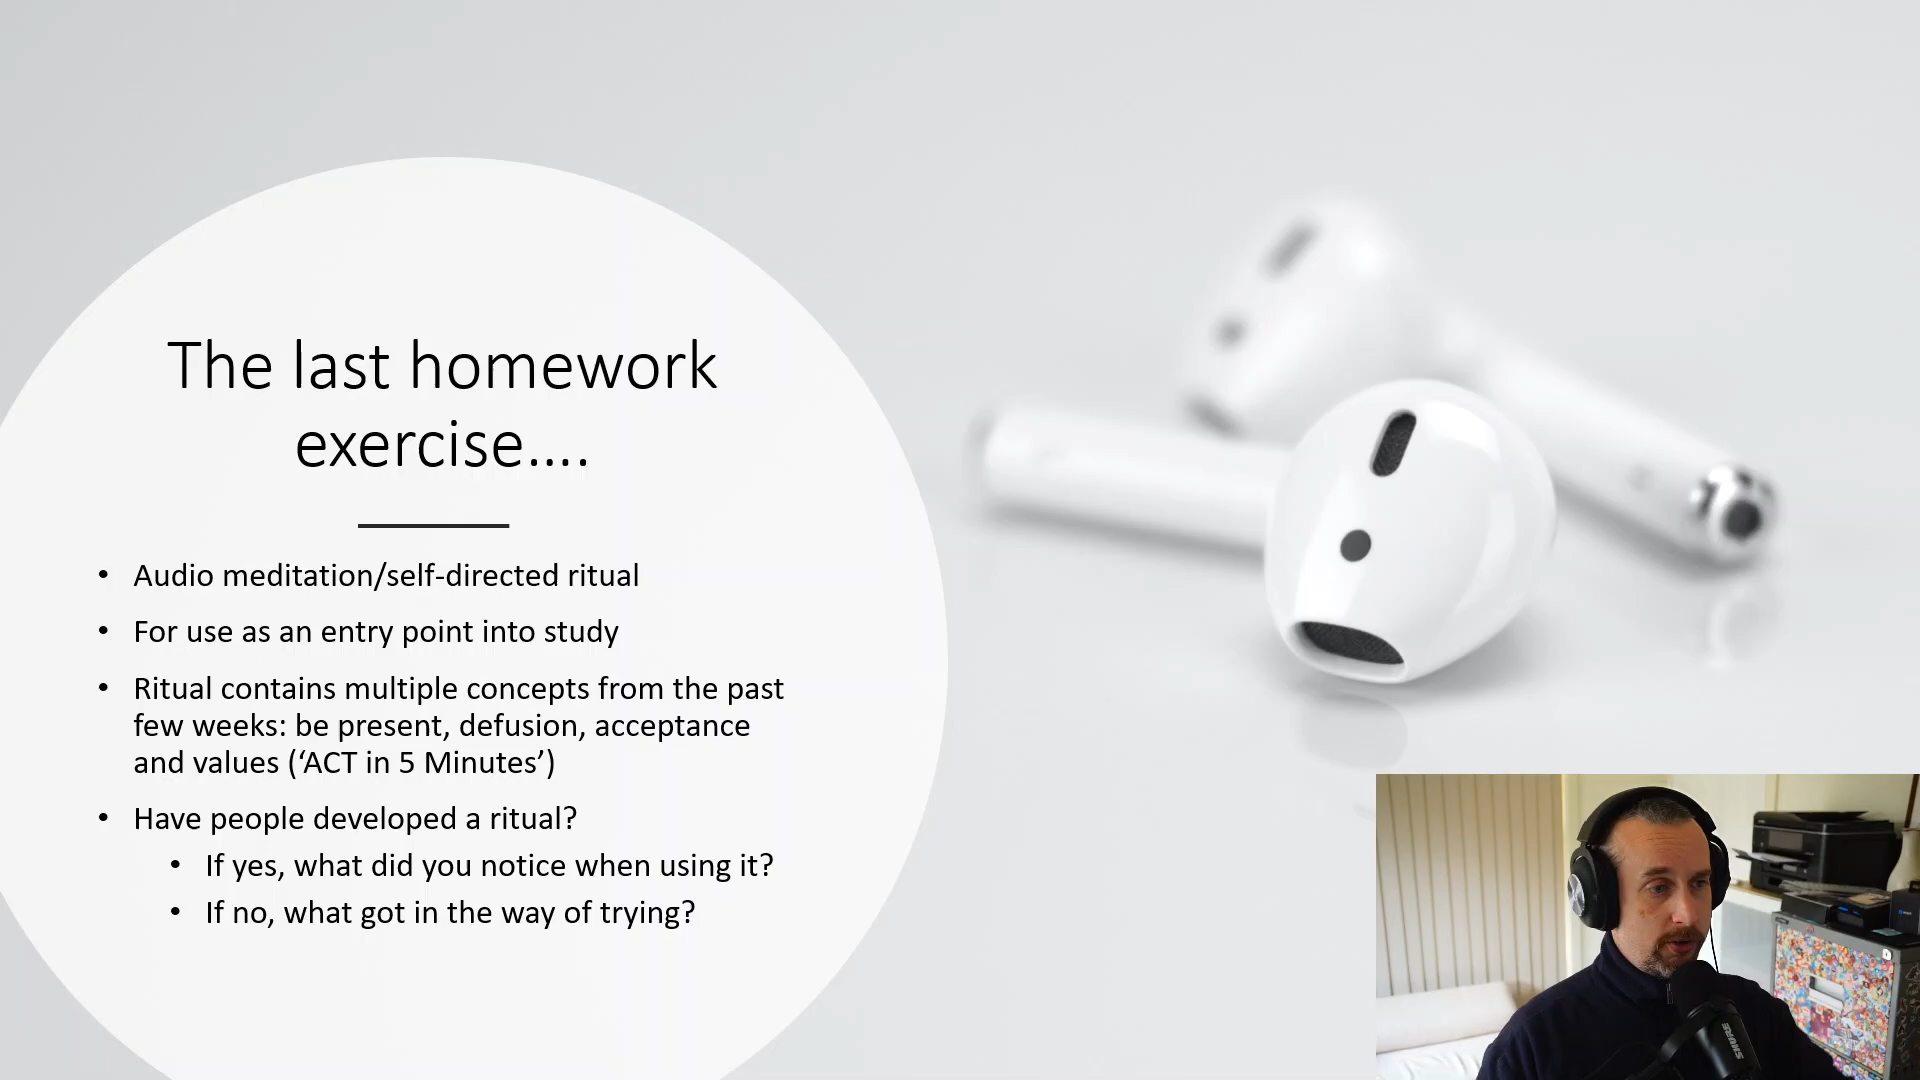 The last homework
exercise….
• Audio meditation/self-directed ritual
• For use as an entry point into study
• Ritual contains multiple concepts from the past
few weeks: be present, defusion, acceptance
and values (‘ACT in 5 Minutes’)
• Have people developed a ritual?
• If yes, what did you notice when using it?
• If no, what got in the way of trying?
SHURE